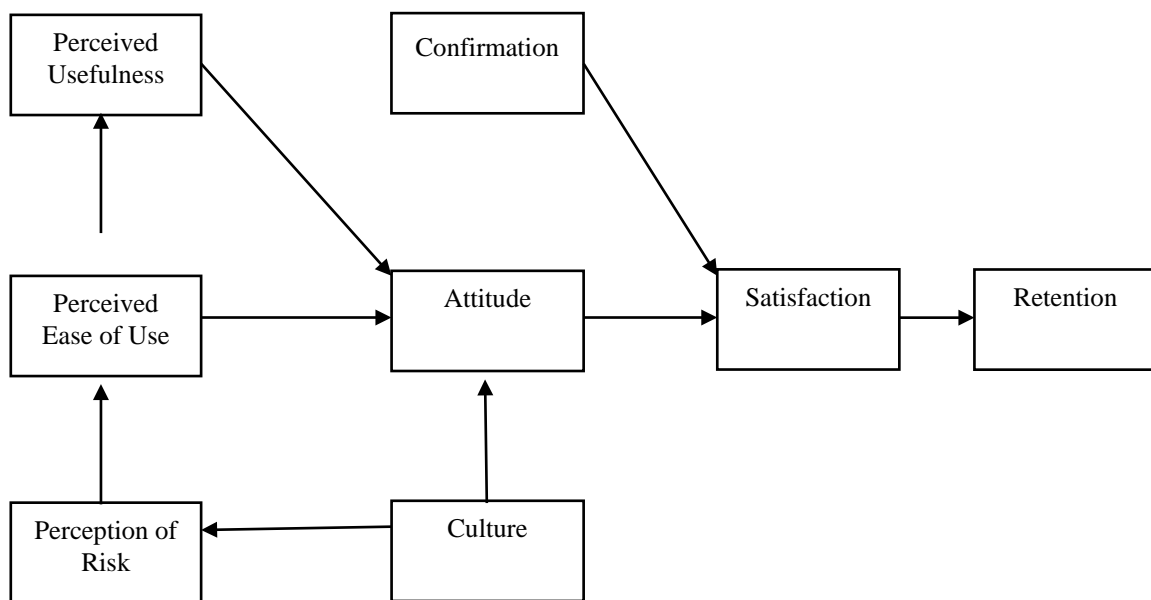 Perceived
Usefulness
Confirmation
Perceived
Ease of Use
Attitude
Satisfaction
Retention
Perception of
Risk
Culture